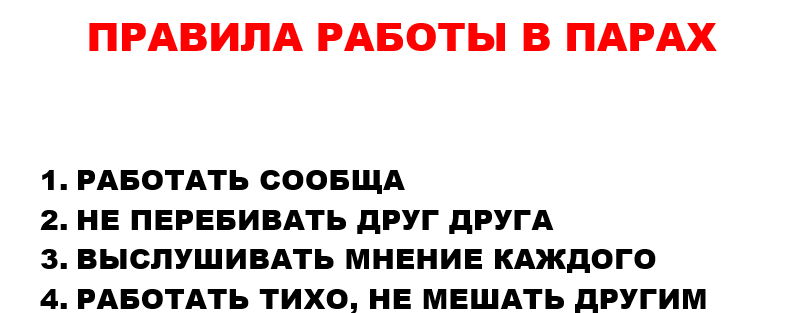 ПРАВИЛА РАБОТЫ В ПАРАХ
1. РАБОТАТЬ СООБЩА
2. НЕ ПЕРЕБИВАТЬ ДРУГ ДРУГА
3. ВЫСЛУШИВАТЬ МНЕНИЕ КАЖДОГО
4. РАБОТАТЬ ТИХО, НЕ МЕШАТЬ ДРУГИМ